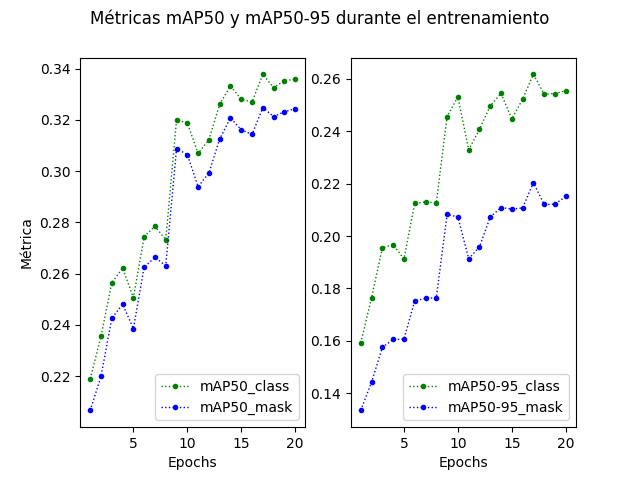 Métricas mAP50 y mAP50-95 durante el entrenamiento
Métrica
0.34
0.32
0.30
0.28
0.26
0.24
0.22
5
10
15
20
Epochs
mAP50_class
mAP50_mask
0.26
0.24
0.22
0.20
0.18
0.16
0.14
5
10
15
20
Epochs
mAP50-95_class
mAP50-95_mask